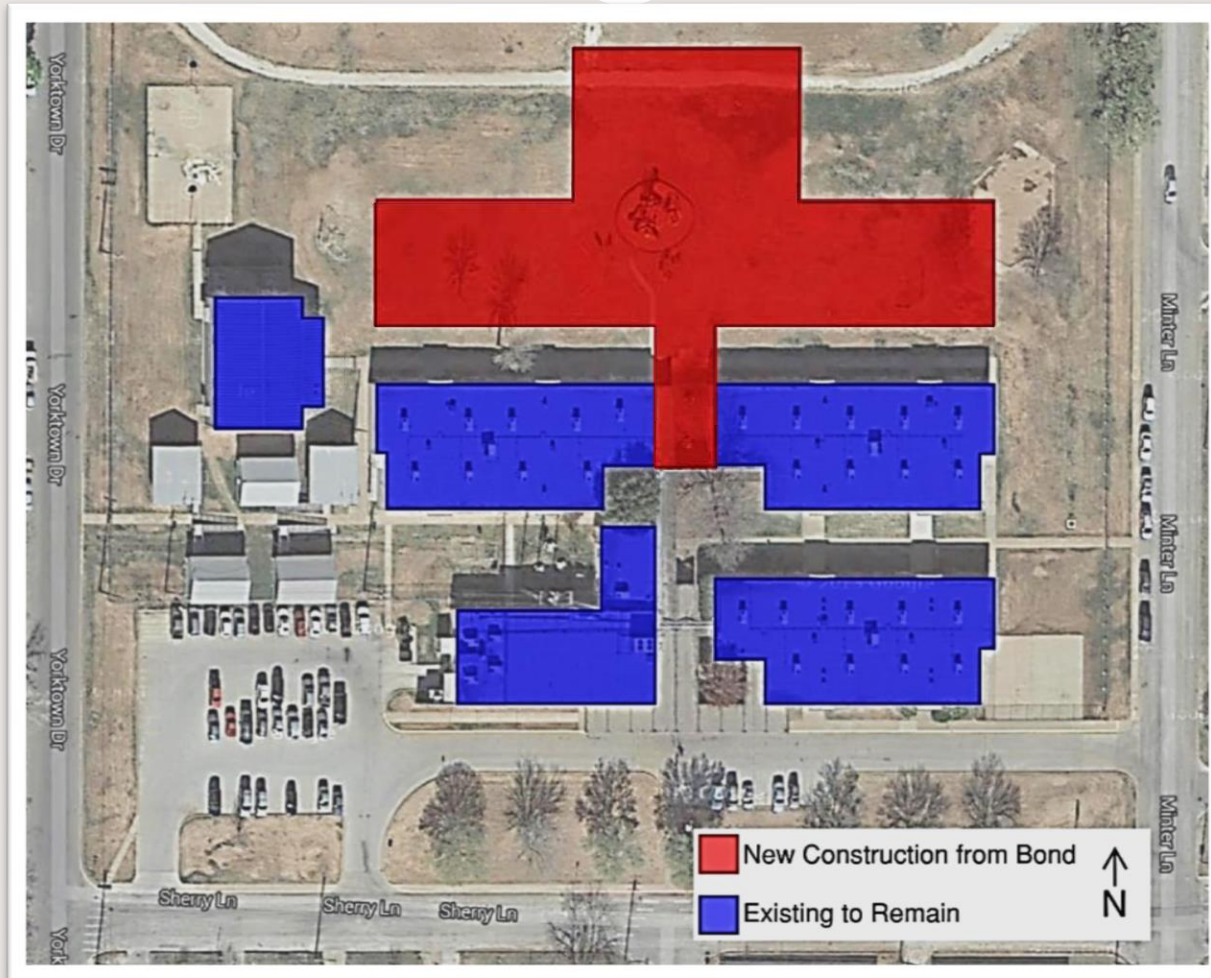 Yorktown Dr
Yorktown Dr
Yorktown Dr
York
Minter Ln
Minter Ln
Minter Ln
Sherry Ln
Sherry Ln
Sherry Ln
New Construction from Bond
Existing to Remain
N